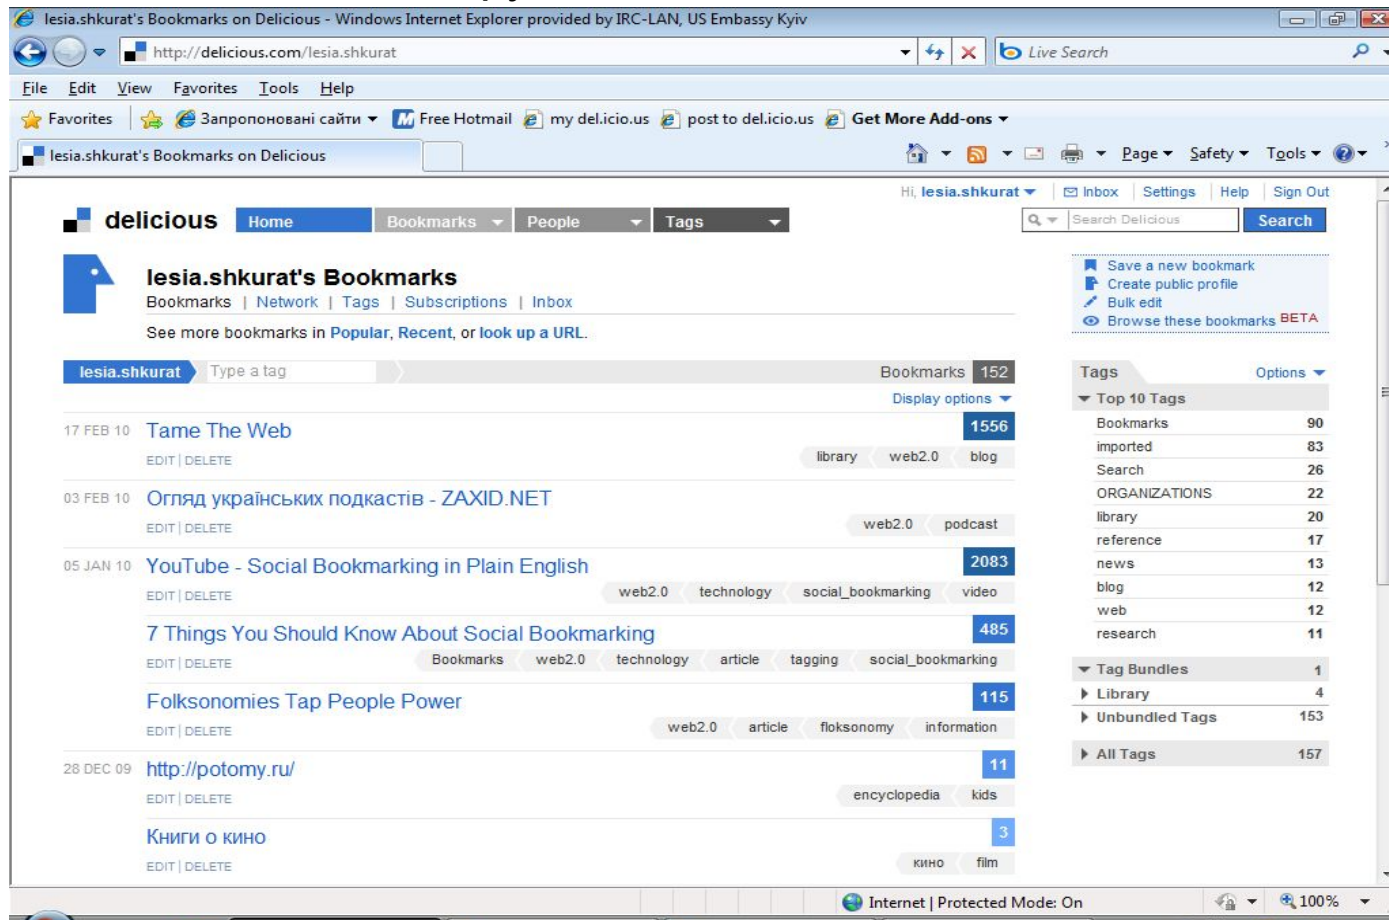 lesia.shkurat's Bookmarks on Delicious - Windows Internet Explorer provided by IRC-LAN, US Embassy Kyiv
http://delicious.com/lesia.shkurat Live Search
File Edit View Favorites Tools Help
Favorites Запропоновані сайти Free Hotmail my del.icio.us post to del.icio.us Get More Add-ons
lesia.shkurat's Bookmarks on Delicious Page Safety Tools
Hi, lesia.shkurat Inbox Settings Help Sign Out
delicious Home Bookmarks People Tags Search Delicious Search
lesia.shkurat's Bookmarks
Bookmarks | Network | Tags | Subscriptions | Inbox
See more bookmarks in Popular, Recent, or look up a URL.
Save a new bookmark
Create public profile
Bulk edit
Browse these bookmarks BETA
lesia.shkurat Type a tag Bookmarks 152
Display options
17 FEB 10 Tame The Web 1556
EDIT | DELETE library web2.0 blog
03 FEB 10 Огляд українських подкастів - ZAXID.NET
EDIT | DELETE web2.0 podcast
05 JAN 10 YouTube - Social Bookmarking in Plain English 2083
EDIT | DELETE web2.0 technology social_bookmarking video
7 Things You Should Know About Social Bookmarking 485
EDIT | DELETE Bookmarks web2.0 technology article tagging social_bookmarking
Folksonomies Tap People Power 115
EDIT | DELETE web2.0 article floksonomy information
28 DEC 09 http://potomy.ru/ 11
EDIT | DELETE encyclopedia kids
Книги о кино 3
EDIT | DELETE кино film
Tags Options
Top 10 Tags
Bookmarks 90
imported 83
Search 26
ORGANIZATIONS 22
library 20
reference 17
news 13
blog 12
web 12
research 11
Tag Bundles 1
Library 4
Unbundled Tags 153
All Tags 157
Internet | Protected Mode: On 100%